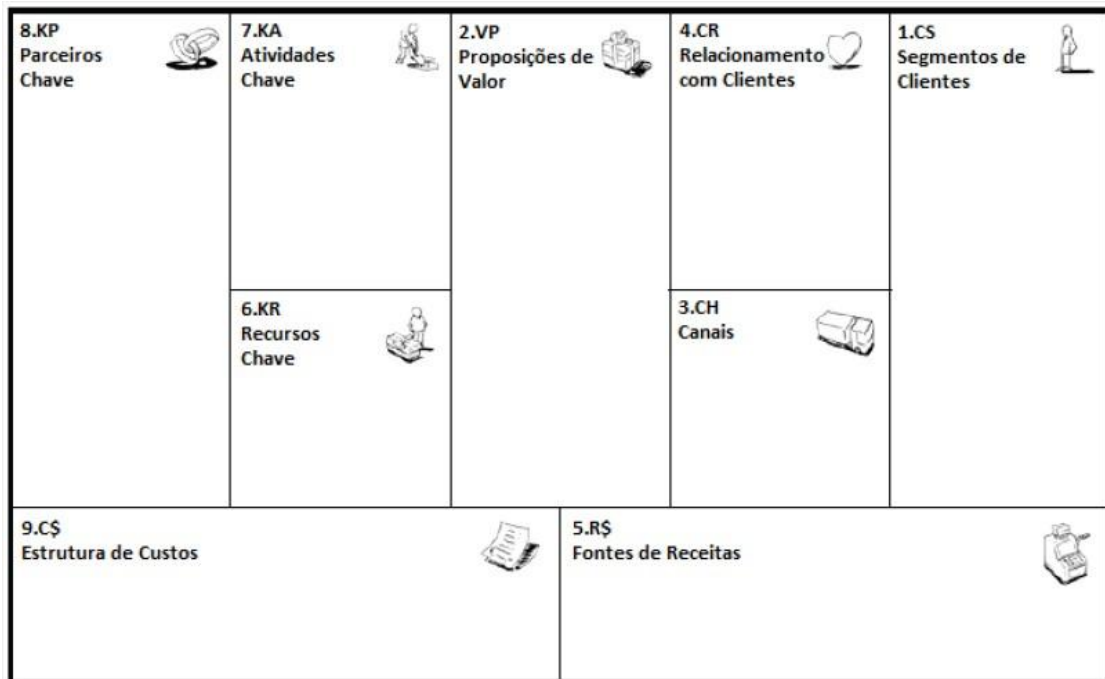 8.KP
Parceiros
Chave
7.KA
Atividades
Chave
2.VP
Proposições de
Valor
4.CR
Relacionamento
com Clientes
1.CS
Segmentos de
Clientes
6.KR
Recursos
Chave
3.CH
Canais
9.C$
Estrutura de Custos
5.R$
Fontes de Receitas